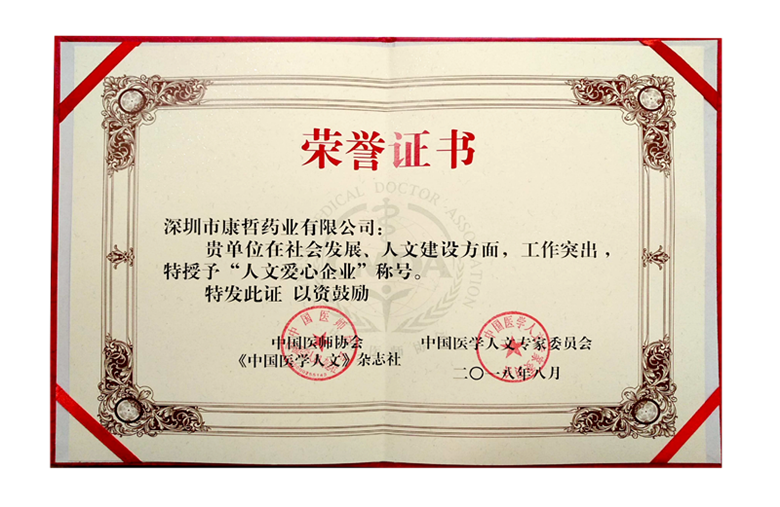 荣誉证书
深圳市康哲药业有限公司：
贵单位在社会发展、人文建设方面，工作突出，
特授予“人文爱心企业”称号。
特发此证 以资鼓励
中国医师协会
《中国医学人文》杂志社
中国医学人文专家委员会
二〇一八年八月
MEDICAL DOCTOR ASSOCIATION